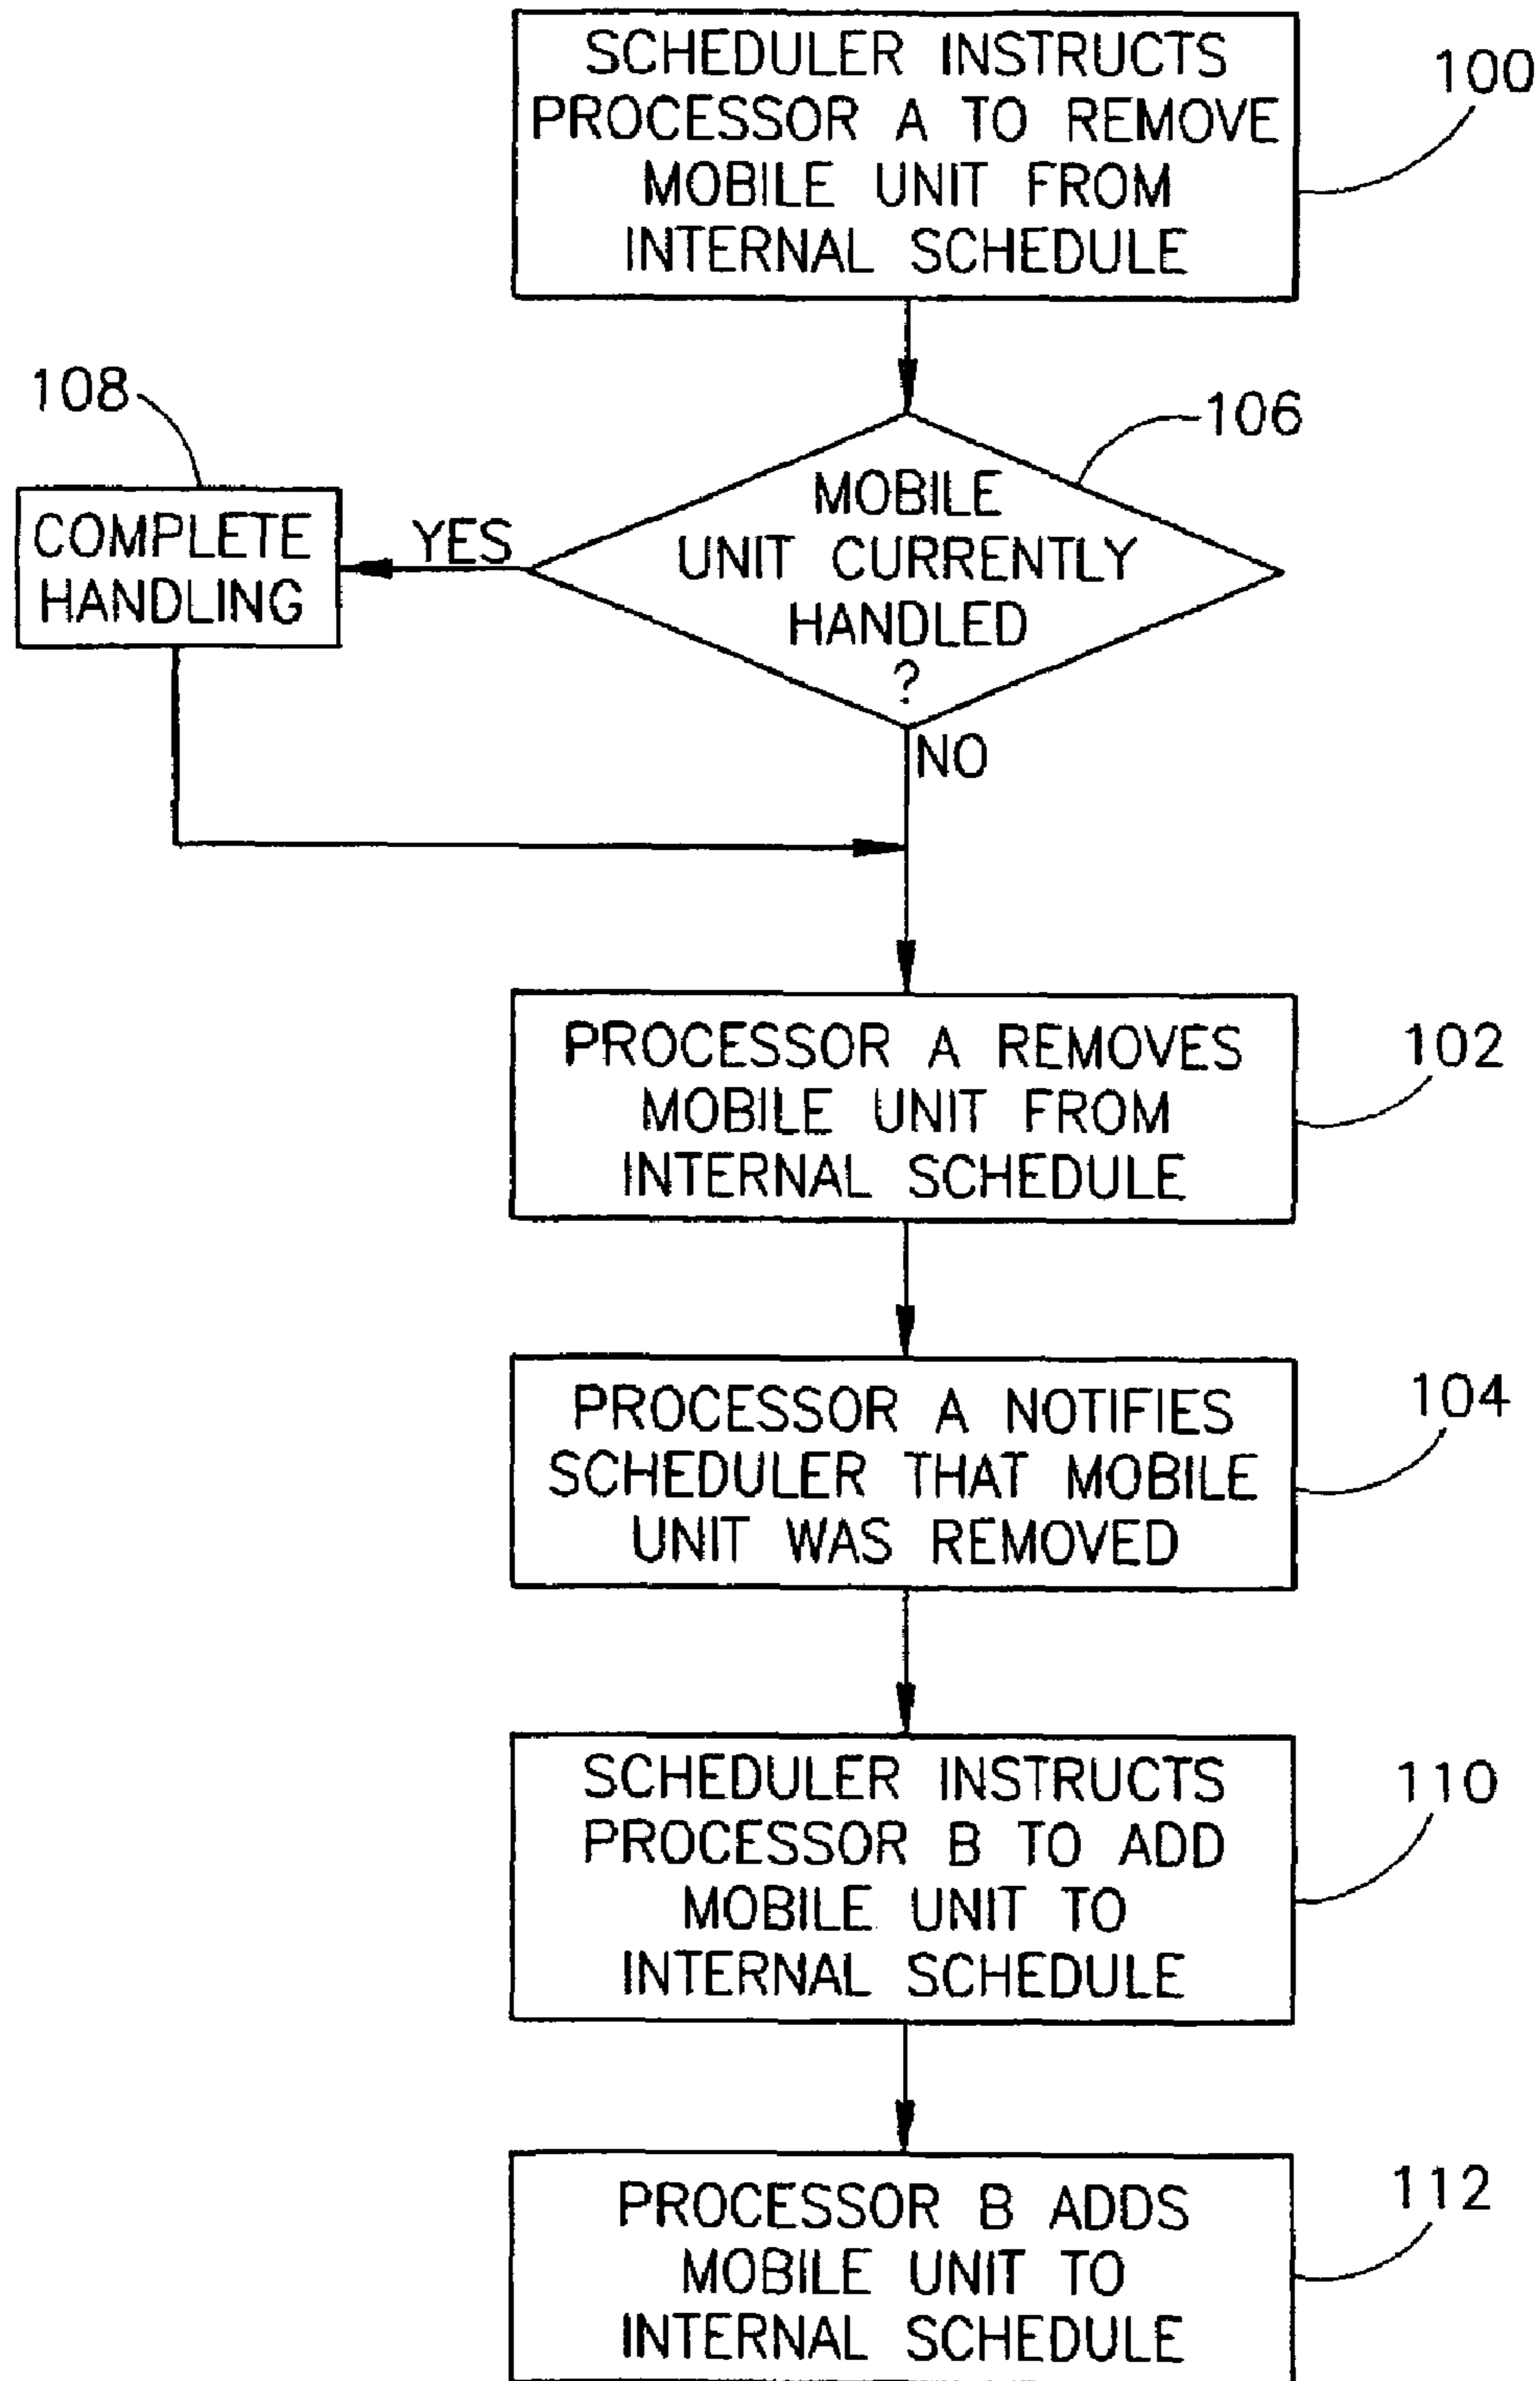 SCHEDULER INSTRUCTS
PROCESSOR A TO REMOVE
MOBILE UNIT FROM
INTERNAL SCHEDULE
100
108
106
MOBILE
UNIT CURRENTLY
HANDLED
?
YES
COMPLETE
HANDLING
NO
PROCESSOR A REMOVES
MOBILE UNIT FROM
INTERNAL SCHEDULE
102
PROCESSOR A NOTIFIES
SCHEDULER THAT MOBILE
UNIT WAS REMOVED
104
SCHEDULER INSTRUCTS
PROCESSOR B TO ADD
MOBILE UNIT TO
INTERNAL SCHEDULE
110
PROCESSOR B ADDS
MOBILE UNIT TO
INTERNAL SCHEDULE
112